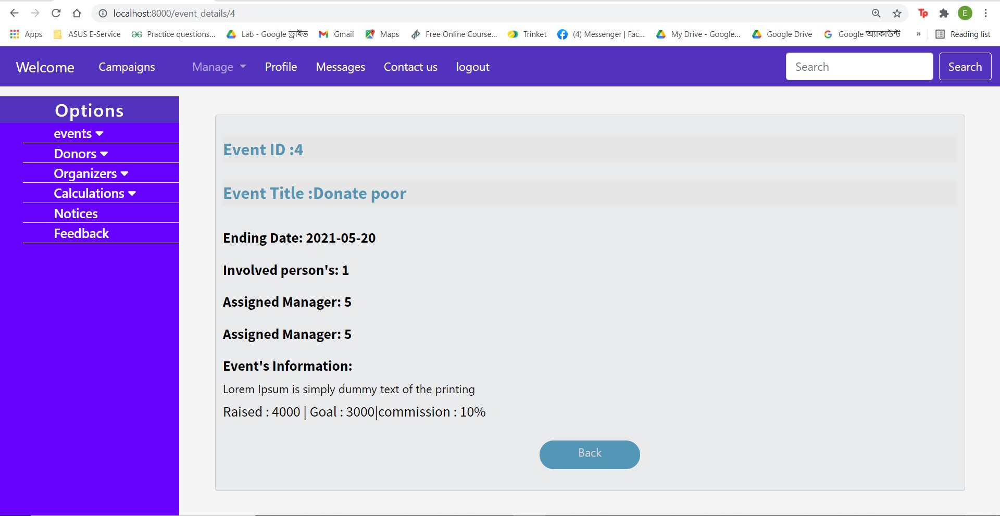 localhost:8000/event_details/4
Tp E
Apps ASUS E-Service Practice questions... Lab - Google ড্রাইভ Gmail Maps Free Online Course... Trinket (4) Messenger | Fac... My Drive - Google... Google Drive Google অ্যাকাউন্ট » Reading list
Welcome Campaigns Manage Profile Messages Contact us logout Search Search
Options
events
Donors
Organizers
Calculations
Notices
Feedback
Event ID :4
Event Title :Donate poor
Ending Date: 2021-05-20
Involved person's: 1
Assigned Manager: 5
Assigned Manager: 5
Event's Information:
Lorem Ipsum is simply dummy text of the printing
Raised : 4000 | Goal : 3000|commission : 10%
Back